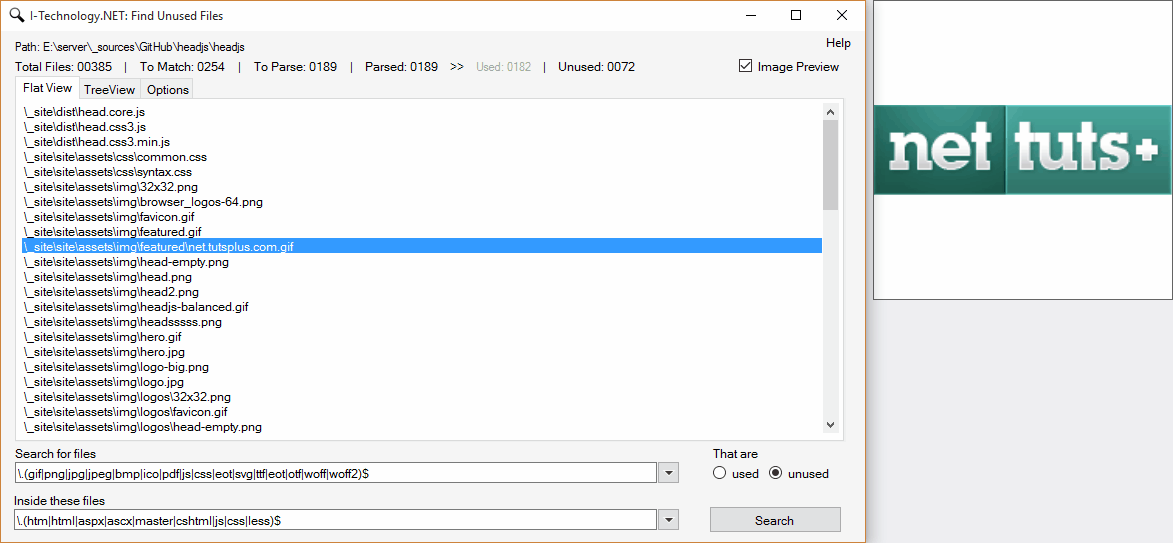 I-Technology.NET: Find Unused Files
Path: E:\server\_sources\GitHub\headjs\headjs
Help
Total Files: 00385 | To Match: 0254 | To Parse: 0189 | Parsed: 0189 >> Used: 0182 | Unused: 0072
Image Preview
Flat View TreeView Options
\_site\dist\head.core.js
\_site\dist\head.css3.js
\_site\dist\head.css3.min.js
\_site\site\assets\css\common.css
\_site\site\assets\css\syntax.css
\_site\site\assets\img\32x32.png
\_site\site\assets\img\browser_logos-64.png
\_site\site\assets\img\favicon.gif
\_site\site\assets\img\featured.gif
\_site\site\assets\img\featured\net.tutsplus.com.gif
\_site\site\assets\img\head-empty.png
\_site\site\assets\img\head.png
\_site\site\assets\img\head2.png
\_site\site\assets\img\headjs-balanced.gif
\_site\site\assets\img\headsssss.png
\_site\site\assets\img\hero.gif
\_site\site\assets\img\hero.jpg
\_site\site\assets\img\logo-big.png
\_site\site\assets\img\logo.jpg
\_site\site\assets\img\logos\32x32.png
\_site\site\assets\img\logos\favicon.gif
\_site\site\assets\img\logos\head-empty.png
Search for files
\.(gif|png|jpg|jpeg|bmp|ico|pdf|js|css|eot|svg|ttf|eot|otf|woff|woff2)$
That are
used unused
Inside these files
\.(htm|html|aspx|ascx|master|cshtml|js|css|less)$
Search
net tuts+